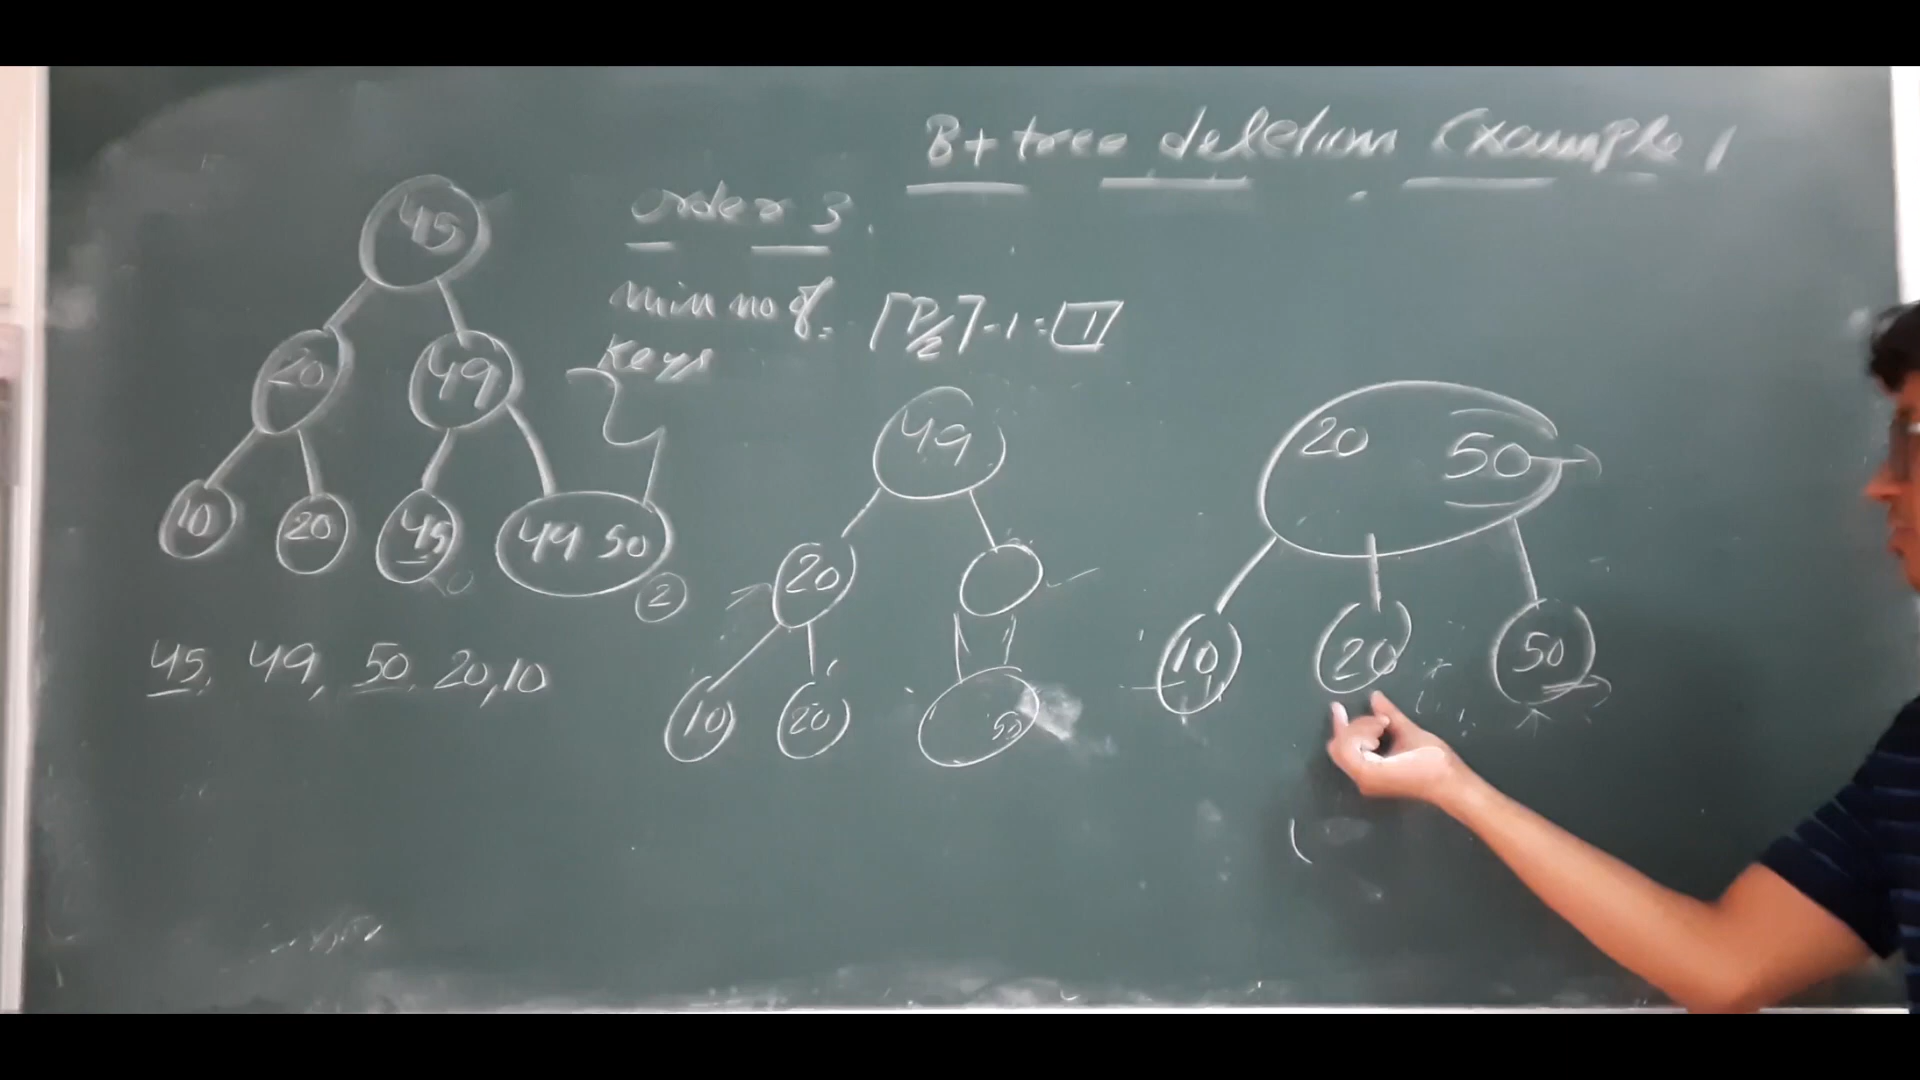 B+ tree deletion Example 1
order 3.
min no of. ⌈P/2⌉-1 = 1
keys
45
20 49
10 20 45 49 50
2
45, 49, 50, 20, 10
49
20
10 20 50
20 50
10 20 50